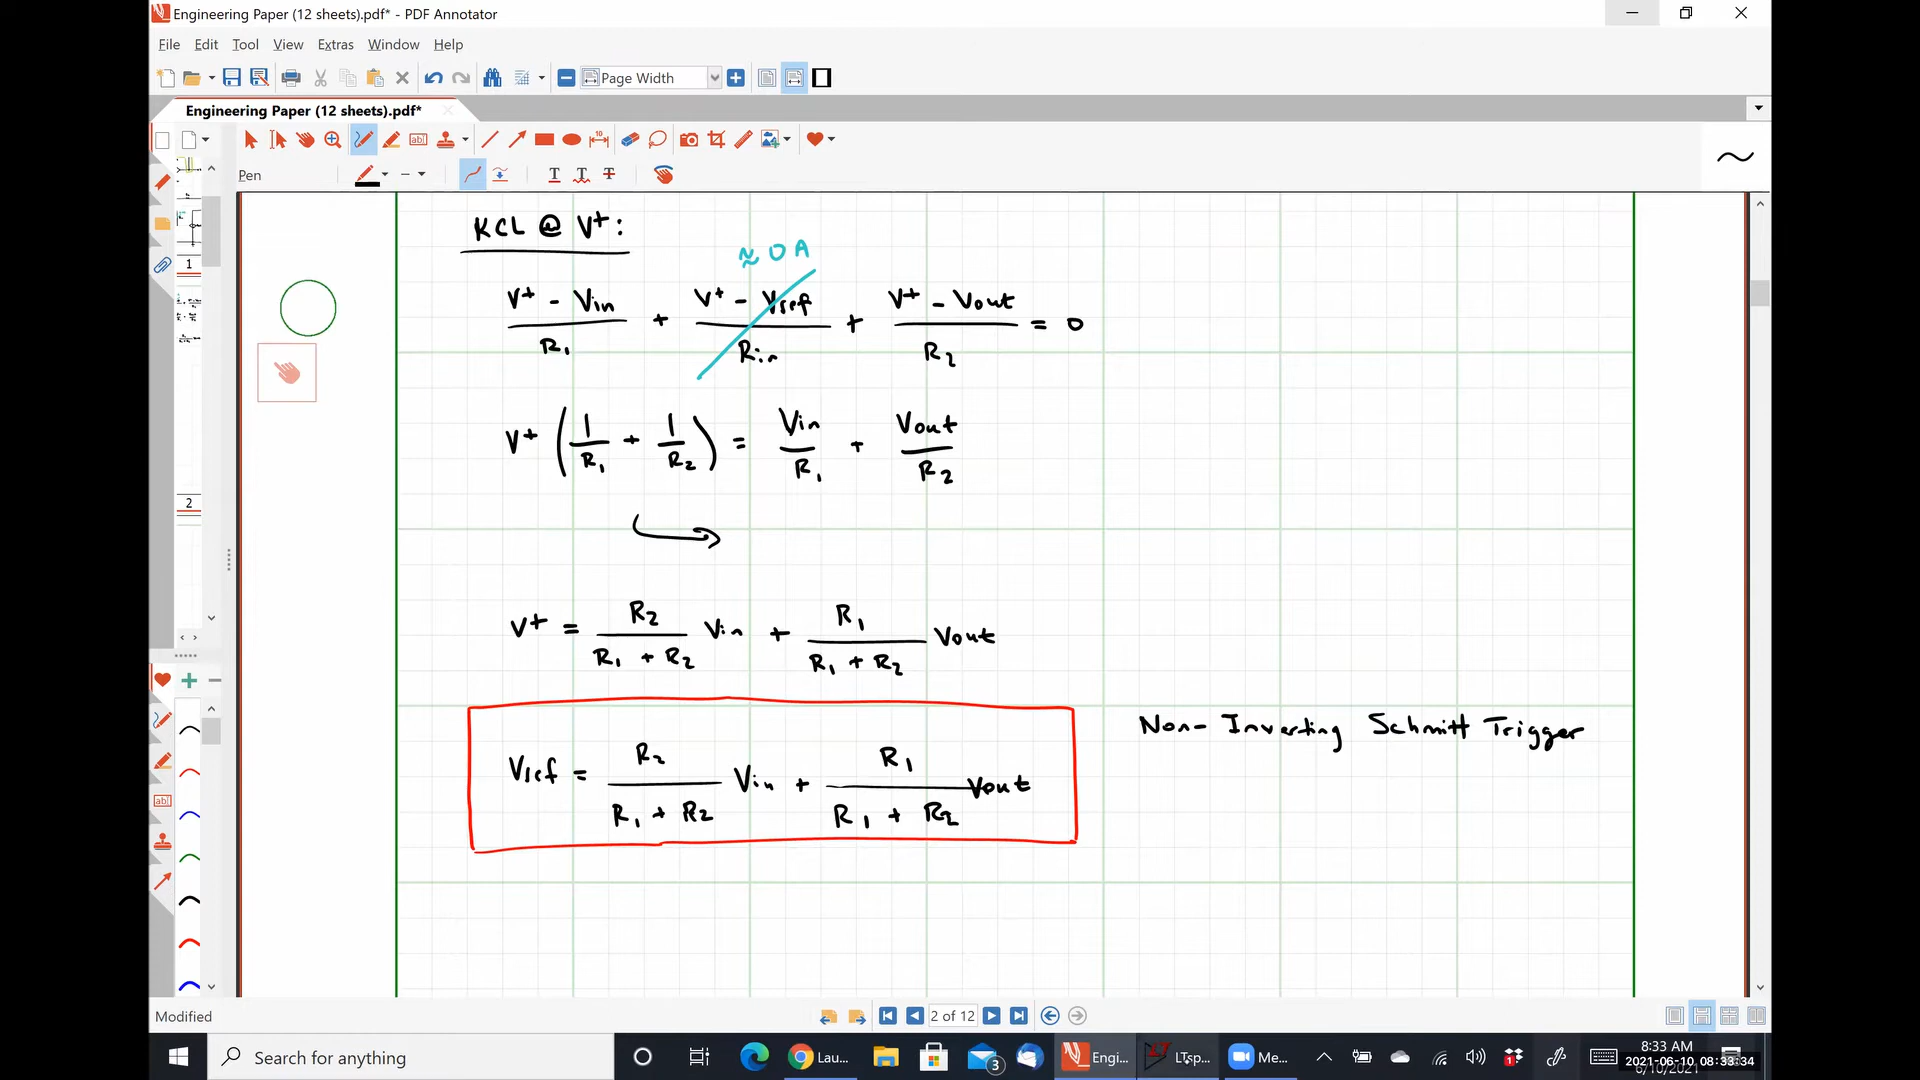 Engineering Paper (12 sheets).pdf* - PDF Annotator
File Edit Tool View Extras Window Help
Page Width
Engineering Paper (12 sheets).pdf*
Pen
KCL @ V+:
≈ 0 A
V+ - Vin / R1 + V+ - Vref / Rin + V+ - Vout / R2 = 0
V+ ( 1 / R1 + 1 / R2 ) = Vin / R1 + Vout / R2
V+ = R2 / R1 + R2 Vin + R1 / R1 + R2 Vout
Vref = R2 / R1 + R2 Vin + R1 / R1 + R2 Vout
Non-Inverting Schmitt Trigger
1
2
Modified
2 of 12
Search for anything
Lau...
3
Engi...
LTsp...
Me...
1
8:33 AM
2021-06-10 08:33:34